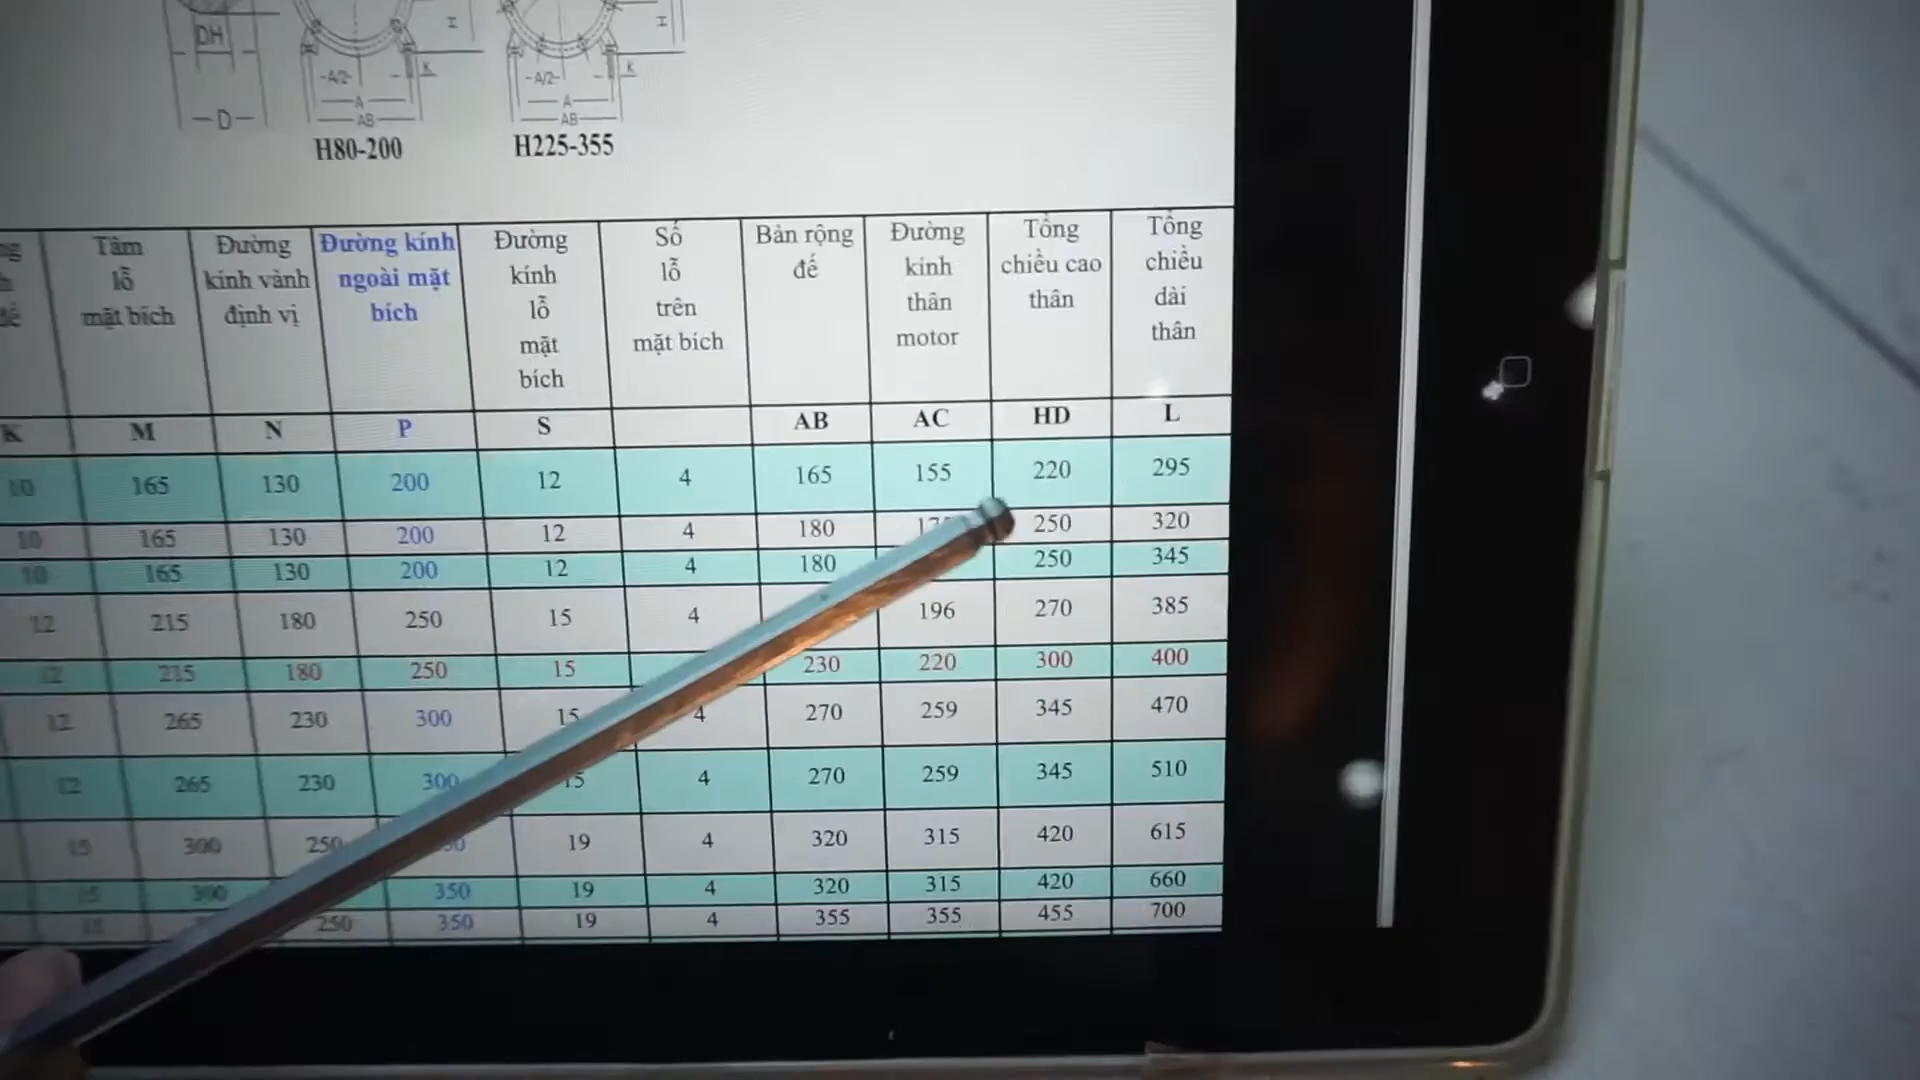 DH
H
H
K
K
-A/2-
-A/2-
A
A
AB
AB
D
H80-200
H225-355
Tâm lỗ mặt bích
Đường kính vành định vị
Đường kính ngoài mặt bích
Đường kính lỗ mặt bích
Số lỗ trên mặt bích
Bản rộng đế
Đường kính thân motor
Tổng chiều cao thân
Tổng chiều dài thân
K M N P S AB AC HD L
10 165 130 200 12 4 165 155 220 295
10 165 130 200 12 4 180 250 320
10 165 130 200 12 4 180 250 345
12 215 180 250 15 4 196 270 385
12 215 180 250 15 230 220 300 400
12 265 230 300 15 4 270 259 345 470
12 265 230 300 15 4 270 259 345 510
15 300 250 19 4 320 315 420 615
15 300 350 19 4 320 315 420 660
15 250 350 19 4 355 355 455 700